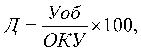 Д = Уоб / ОКУ × 100,